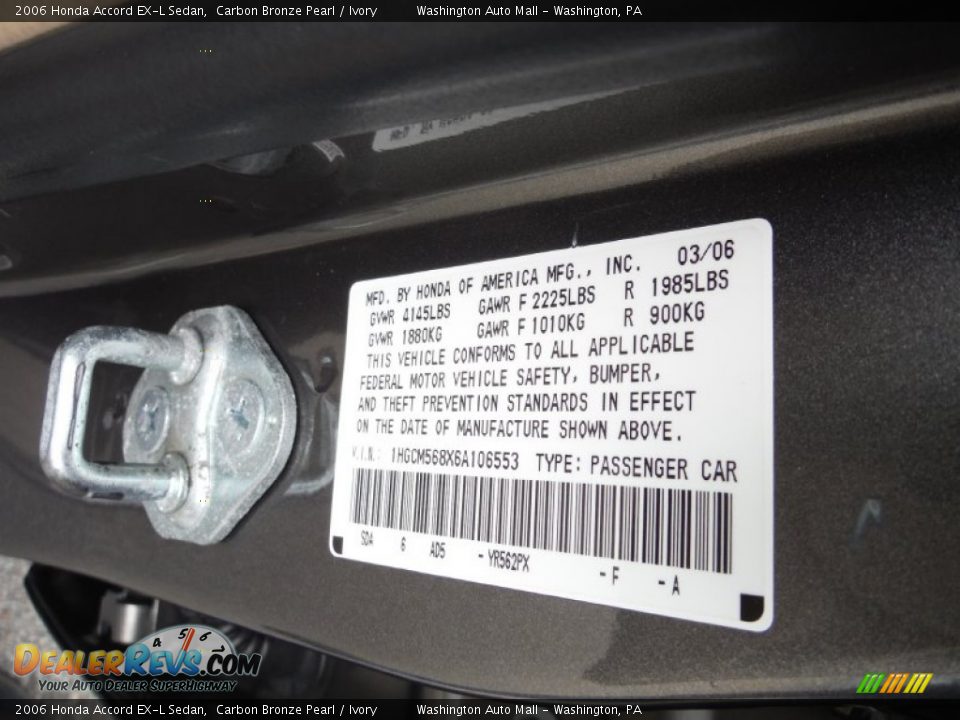 2006 Honda Accord EX-L Sedan, Carbon Bronze Pearl / Ivory Washington Auto Mall - Washington, PA
MFD. BY HONDA OF AMERICA MFG., INC. 03/06
GVWR 4145LBS GAWR F 2225LBS R 1985LBS
GVWR 1880KG GAWR F 1010KG R 900KG
THIS VEHICLE CONFORMS TO ALL APPLICABLE
FEDERAL MOTOR VEHICLE SAFETY, BUMPER,
AND THEFT PREVENTION STANDARDS IN EFFECT
ON THE DATE OF MANUFACTURE SHOWN ABOVE.
V.I.N.: 1HGCM568X6A106553 TYPE: PASSENGER CAR
SDA 6 AD5 -YR562PX -F -A
4 5 6
DealerRevs.com
Your Auto Dealer SuperHighway
2006 Honda Accord EX-L Sedan, Carbon Bronze Pearl / Ivory Washington Auto Mall - Washington, PA